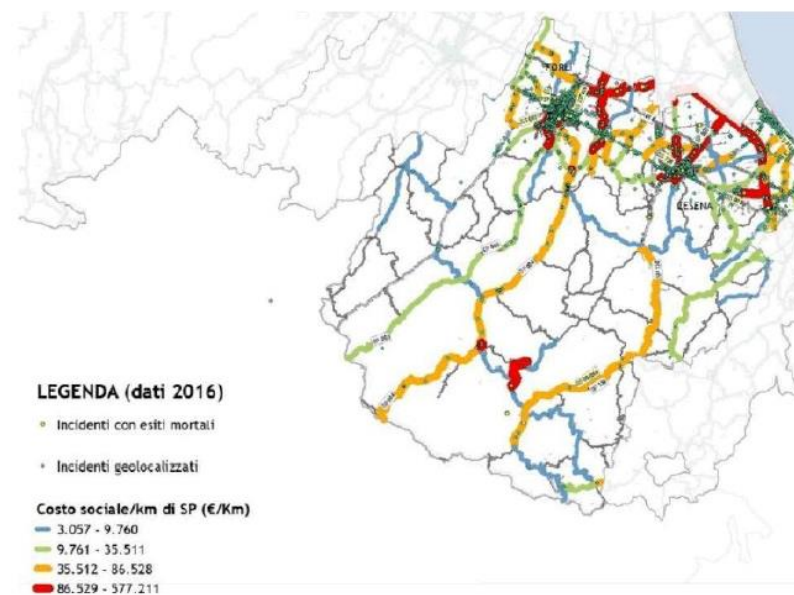 FORLI
CESENA
LEGENDA (dati 2016)
Incidenti con esiti mortali
Incidenti geolocalizzati
Costo sociale/km di SP (€/Km)
3.057 - 9.760
9.761 - 35.511
35.512 - 86.528
86.529 - 577.211